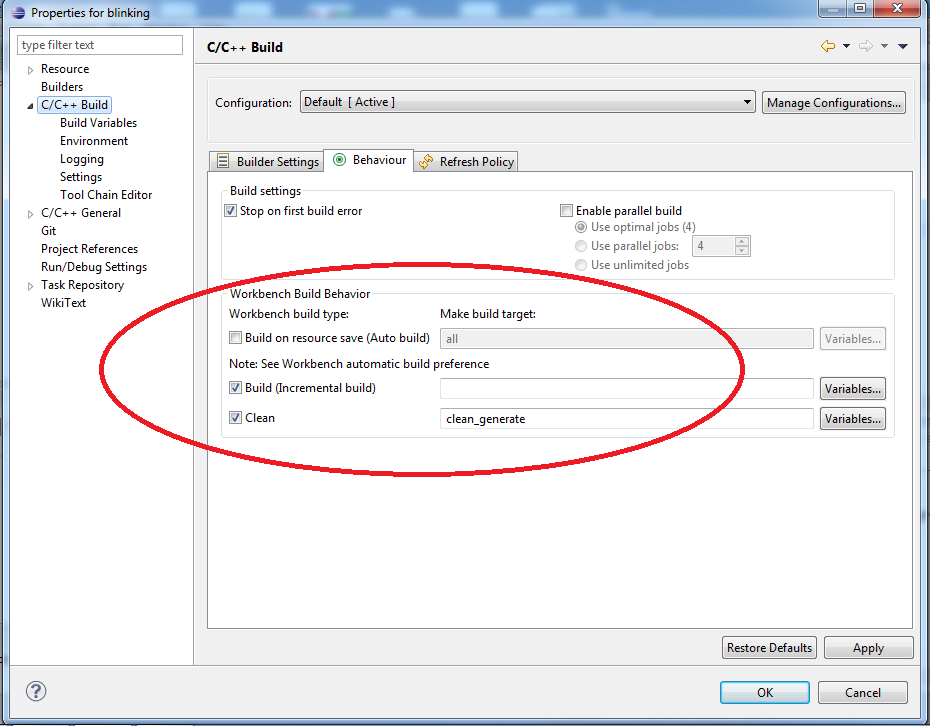 Properties for blinking
type filter text
C/C++ Build
Resource
Builders
C/C++ Build
Build Variables
Environment
Logging
Settings
Tool Chain Editor
C/C++ General
Git
Project References
Run/Debug Settings
Task Repository
WikiText
Configuration: Default [ Active ] Manage Configurations...
Builder Settings Behaviour Refresh Policy
Build settings
Stop on first build error Enable parallel build
Use optimal jobs (4)
Use parallel jobs: 4
Use unlimited jobs
Workbench Build Behavior
Workbench build type: Make build target:
Build on resource save (Auto build) all Variables...
Note: See Workbench automatic build preference
Build (Incremental build) Variables...
Clean clean_generate Variables...
Restore Defaults Apply
? OK Cancel